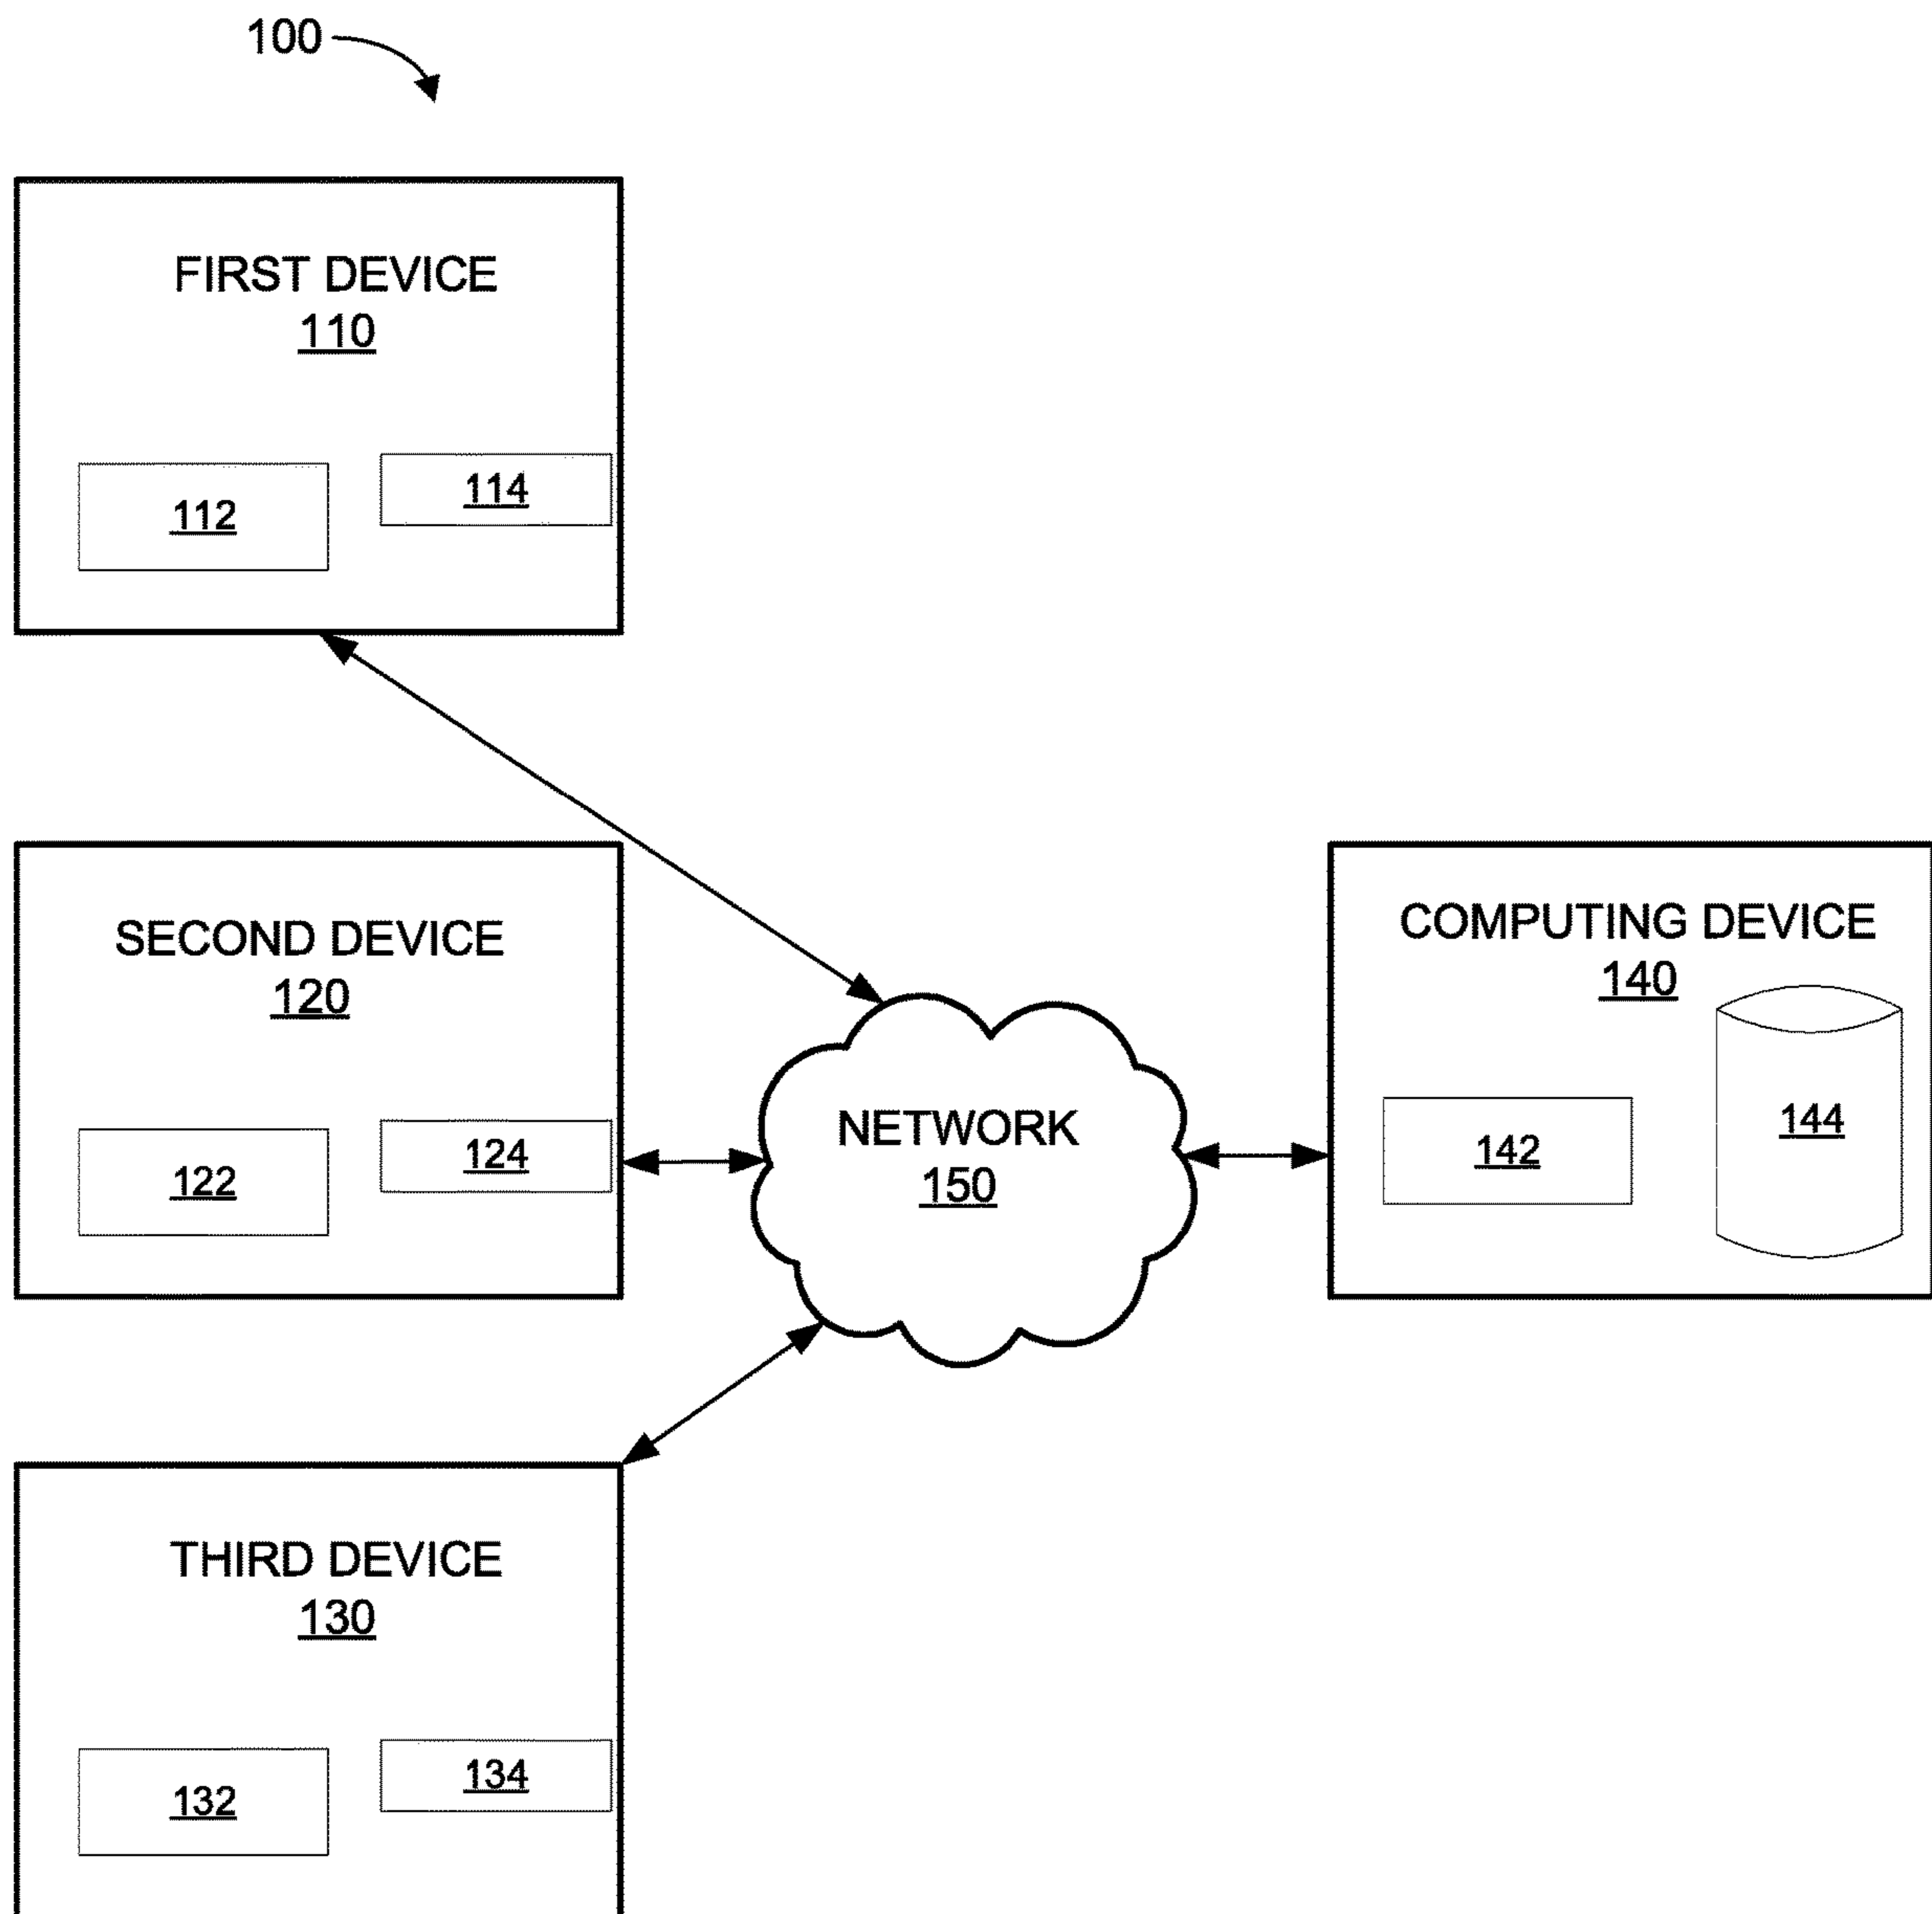 100
FIRST DEVICE
110
112
114
SECOND DEVICE
120
122
124
NETWORK
150
COMPUTING DEVICE
140
142
144
THIRD DEVICE
130
132
134